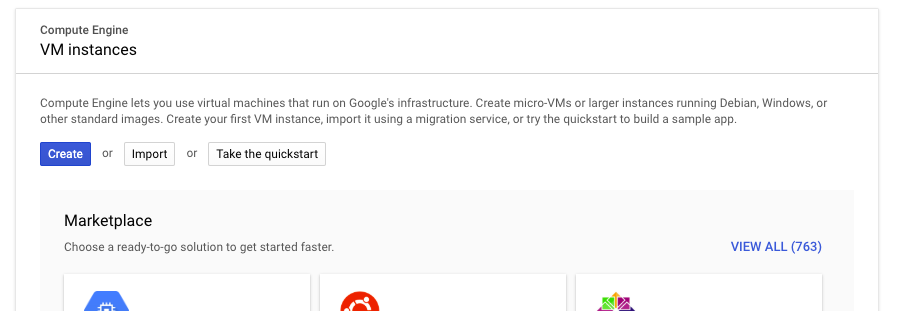 Compute Engine
VM instances
Compute Engine lets you use virtual machines that run on Google's infrastructure. Create micro-VMs or larger instances running Debian, Windows, or
other standard images. Create your first VM instance, import it using a migration service, or try the quickstart to build a sample app.
Create or Import or Take the quickstart
Marketplace
Choose a ready-to-go solution to get started faster. VIEW ALL (763)